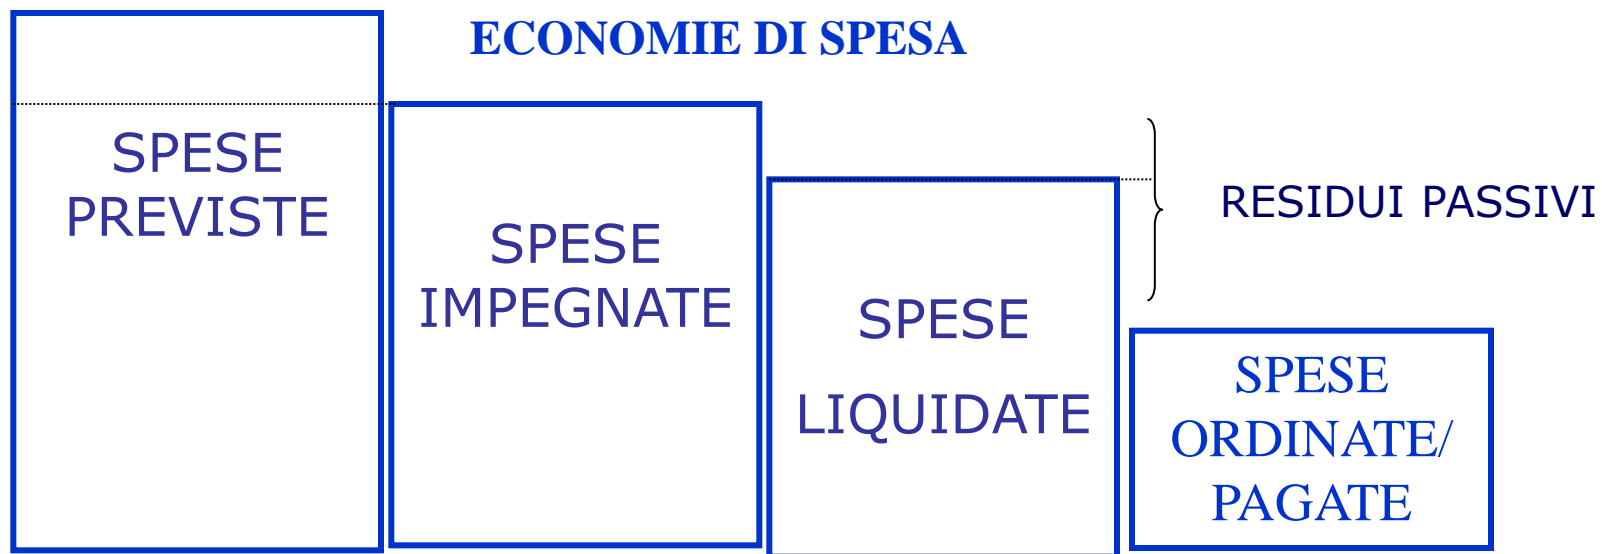 ECONOMIE DI SPESA
SPESE
PREVISTE
SPESE
IMPEGNATE
SPESE
LIQUIDATE
RESIDUI PASSIVI
SPESE
ORDINATE/
PAGATE